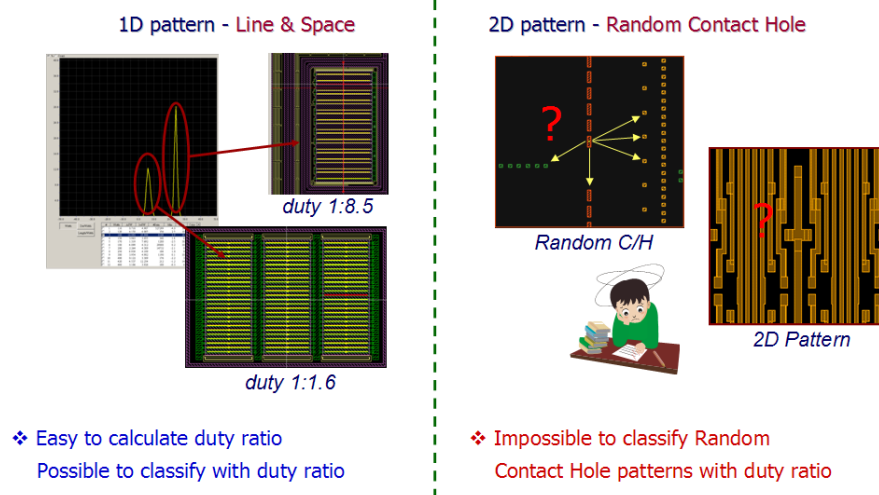 1D pattern - Line & Space
duty 1:8.5
duty 1:1.6
❖ Easy to calculate duty ratio
Possible to classify with duty ratio
2D pattern - Random Contact Hole
?
Random C/H
?
2D Pattern
❖ Impossible to classify Random
Contact Hole patterns with duty ratio